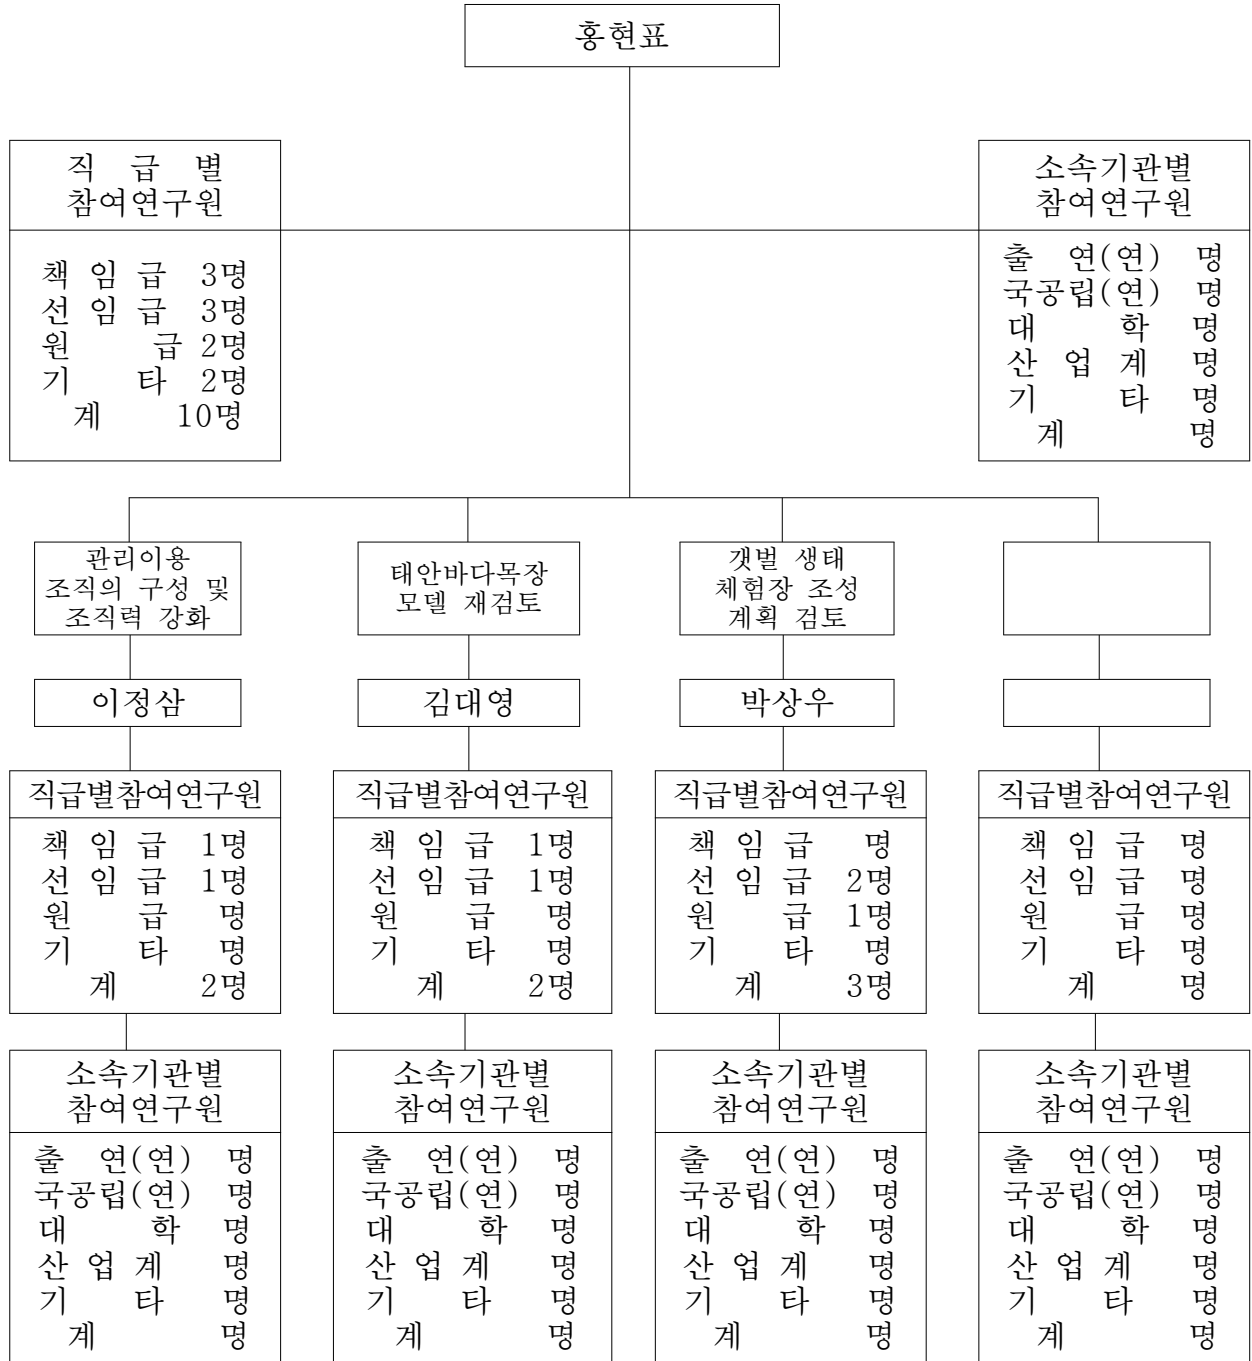 홍현표
직 급 별
참여연구원
책 임 급 3명
선 임 급 3명
원 급 2명
기 타 2명
계 10명
소속기관별
참여연구원
출 연(연) 명
국공립(연) 명
대 학 명
산 업 계 명
기 타 명
계 명
관리이용
조직의 구성 및
조직력 강화
이정삼
직급별참여연구원
책 임 급 1명
선 임 급 1명
원 급 명
기 타 명
계 2명
소속기관별
참여연구원
출 연(연) 명
국공립(연) 명
대 학 명
산 업 계 명
기 타 명
계 명
태안바다목장
모델 재검토
김대영
직급별참여연구원
책 임 급 1명
선 임 급 1명
원 급 명
기 타 명
계 2명
소속기관별
참여연구원
출 연(연) 명
국공립(연) 명
대 학 명
산 업 계 명
기 타 명
계 명
갯벌 생태
체험장 조성
계획 검토
박상우
직급별참여연구원
책 임 급 명
선 임 급 2명
원 급 1명
기 타 명
계 3명
소속기관별
참여연구원
출 연(연) 명
국공립(연) 명
대 학 명
산 업 계 명
기 타 명
계 명
직급별참여연구원
책 임 급 명
선 임 급 명
원 급 명
기 타 명
계 명
소속기관별
참여연구원
출 연(연) 명
국공립(연) 명
대 학 명
산 업 계 명
기 타 명
계 명